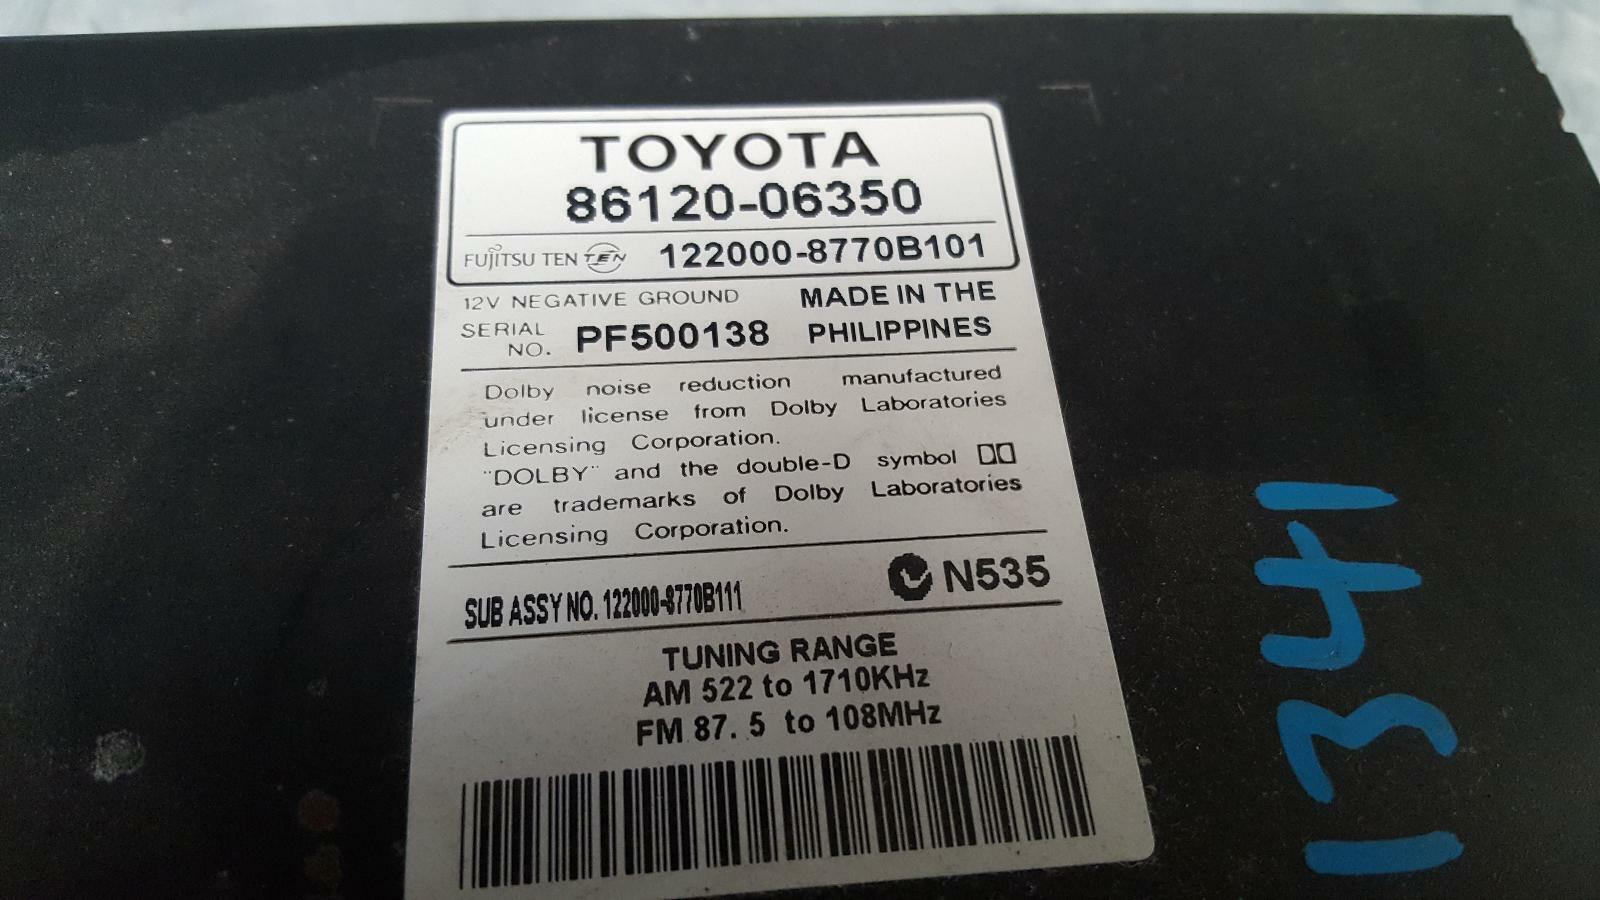 TOYOTA
86120-06350
FUJITSU TEN TEN 122000-8770B101
12V NEGATIVE GROUND MADE IN THE
SERIAL NO. PF500138 PHILIPPINES
Dolby noise reduction manufactured
under license from Dolby Laboratories
Licensing Corporation.
"DOLBY" and the double-D symbol
are trademarks of Dolby Laboratories
Licensing Corporation.
SUB ASSY NO. 122000-8770B111 N535
TUNING RANGE
AM 522 to 1710KHz
FM 87. 5 to 108MHz
1341